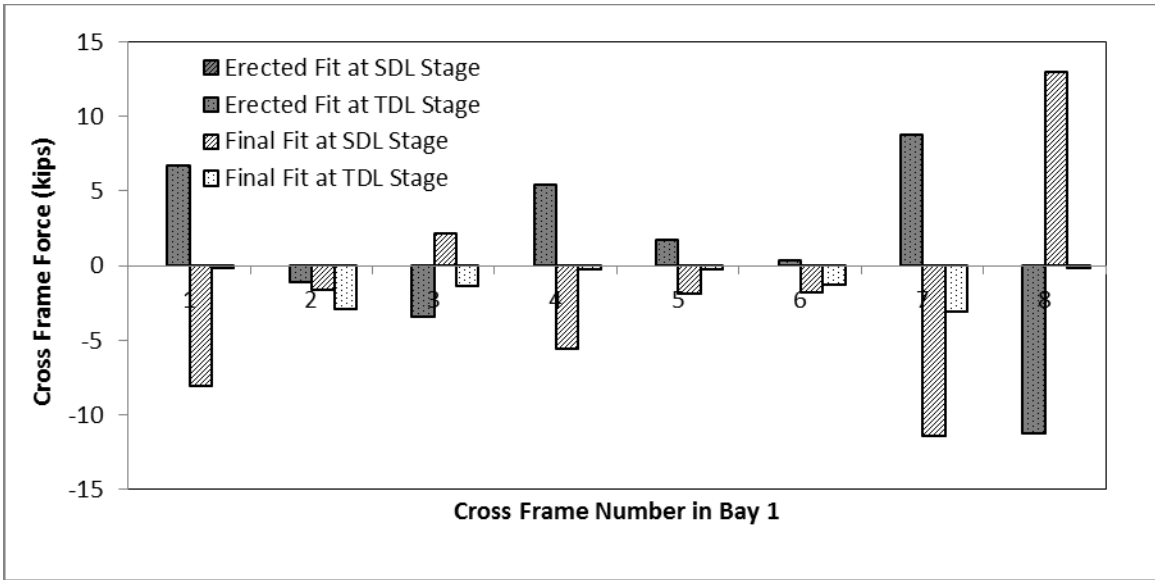 15
10
5
0
-5
-10
-15
Cross Frame Force (kips)
Erected Fit at SDL Stage
Erected Fit at TDL Stage
Final Fit at SDL Stage
Final Fit at TDL Stage
1 2 3 4 5 6 7 8
Cross Frame Number in Bay 1